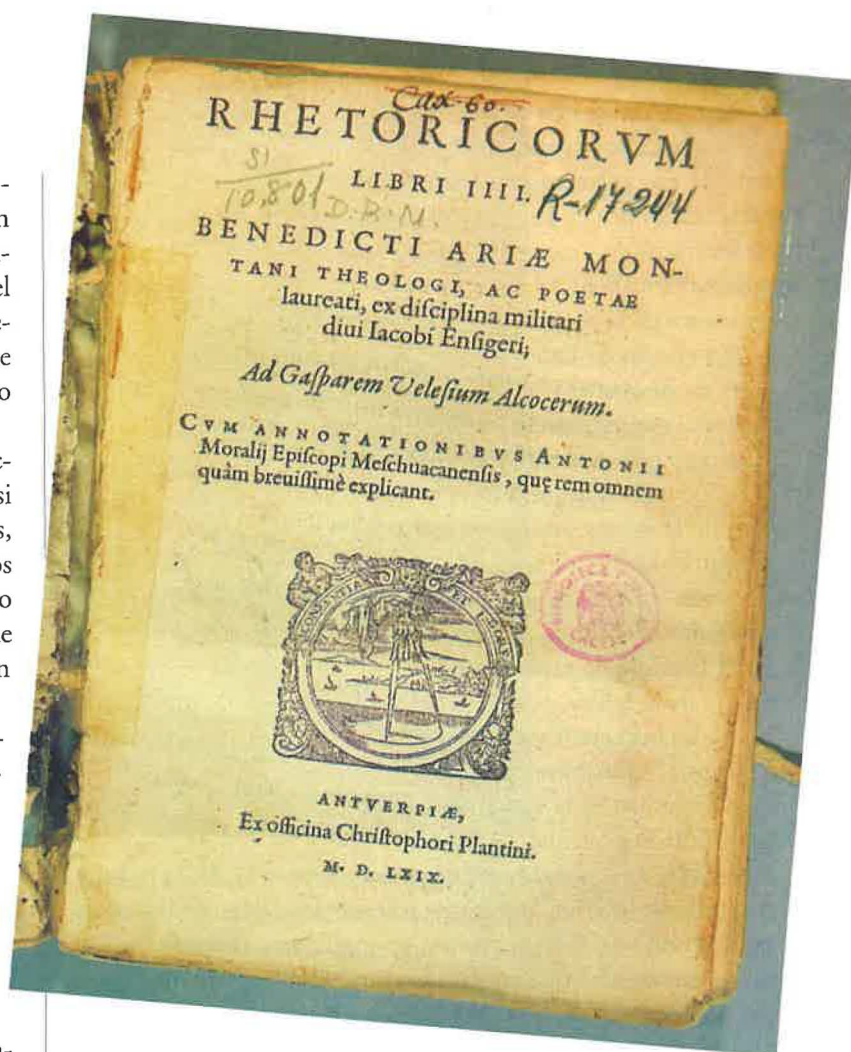 Cax-60.
RHETORICORVM
LIBRI IIII.
R-17244
SI
10,801 D.B.M.
BENEDICTI ARIÆ MON-
TANI THEOLOGI, AC POETAE
laureati, ex diſciplina militari
diui Iacobi Enſigeri;
Ad Gaſparem Veleſium Alcocerum.
CVM ANNOTATIONIBVS ANTONII
Moralij Epiſcopi Meſchuacanenſis, quę rem omnem
quàm breuiſſimè explicant.
ANTVERPIÆ,
Ex officina Chriſtophori Plantini.
M. D. LXIX.